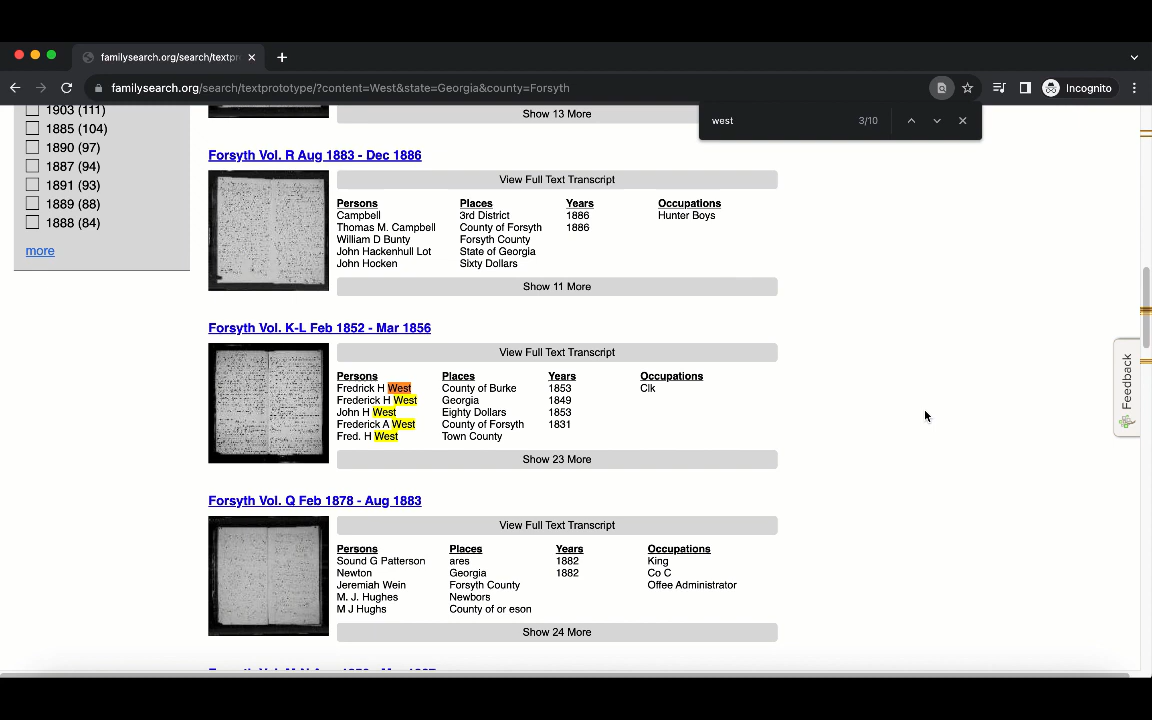 familysearch.org/search/textpr
familysearch.org/search/textprototype/?content=West&state=Georgia&county=Forsyth
Incognito
west 3/10
1903 (111)
1885 (104)
1890 (97)
1887 (94)
1891 (93)
1889 (88)
1888 (84)
more
Show 13 More
Forsyth Vol. R Aug 1883 - Dec 1886
View Full Text Transcript
Persons Places Years Occupations
Campbell 3rd District 1886 Hunter Boys
Thomas M. Campbell County of Forsyth 1886
William D Bunty Forsyth County
John Hackenhull Lot State of Georgia
John Hocken Sixty Dollars
Show 11 More
Forsyth Vol. K-L Feb 1852 - Mar 1856
View Full Text Transcript
Persons Places Years Occupations
Fredrick H West County of Burke 1853 Clk
Frederick H West Georgia 1849
John H West Eighty Dollars 1853
Frederick A West County of Forsyth 1831
Fred. H West Town County
Show 23 More
Forsyth Vol. Q Feb 1878 - Aug 1883
View Full Text Transcript
Persons Places Years Occupations
Sound G Patterson ares 1882 King
Newton Georgia 1882 Co C
Jeremiah Wein Forsyth County Offee Administrator
M. J. Hughes Newbors
M J Hughs County of or eson
Show 24 More
Feedback